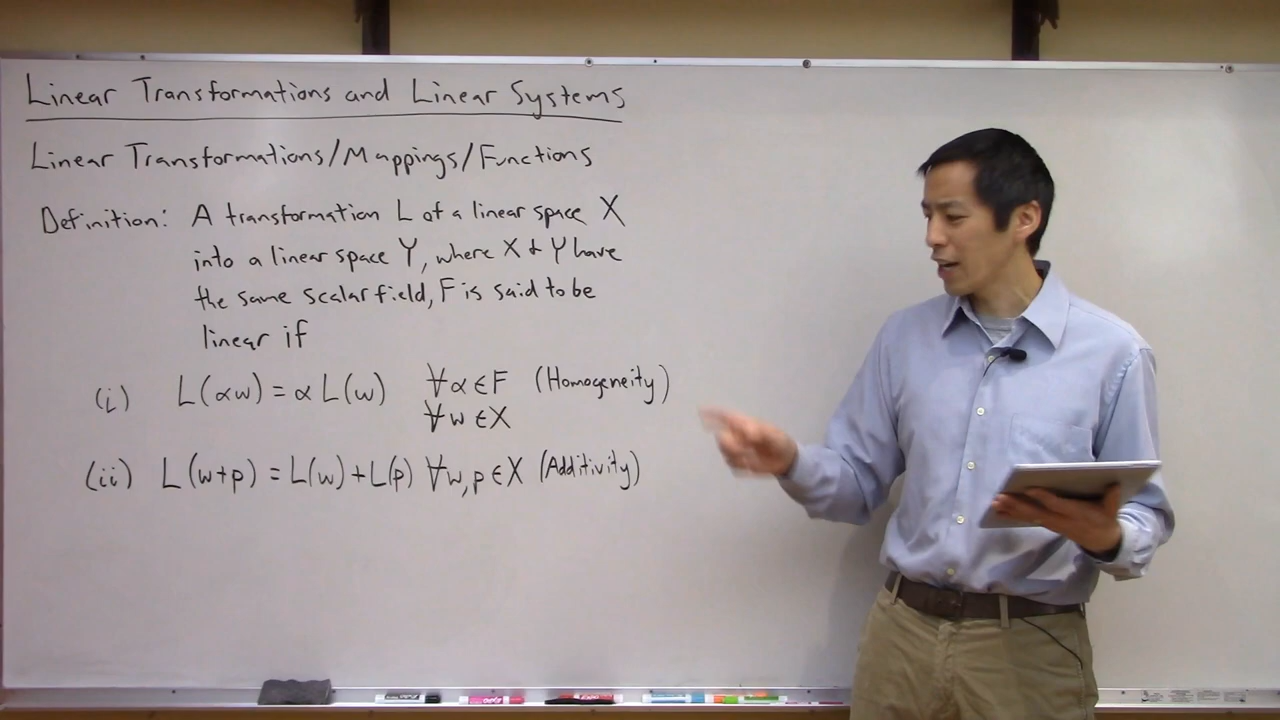 Linear Transformations and Linear Systems
Linear Transformations/Mappings/Functions
Definition: A transformation L of a linear space X
into a linear space Y, where X & Y have
the same scalar field, F is said to be
linear if
(i) L(αw) = α L(w) ∀α∈F (Homogeneity)
∀w∈X
(ii) L(w+p) = L(w)+L(p) ∀w,p∈X (Additivity)